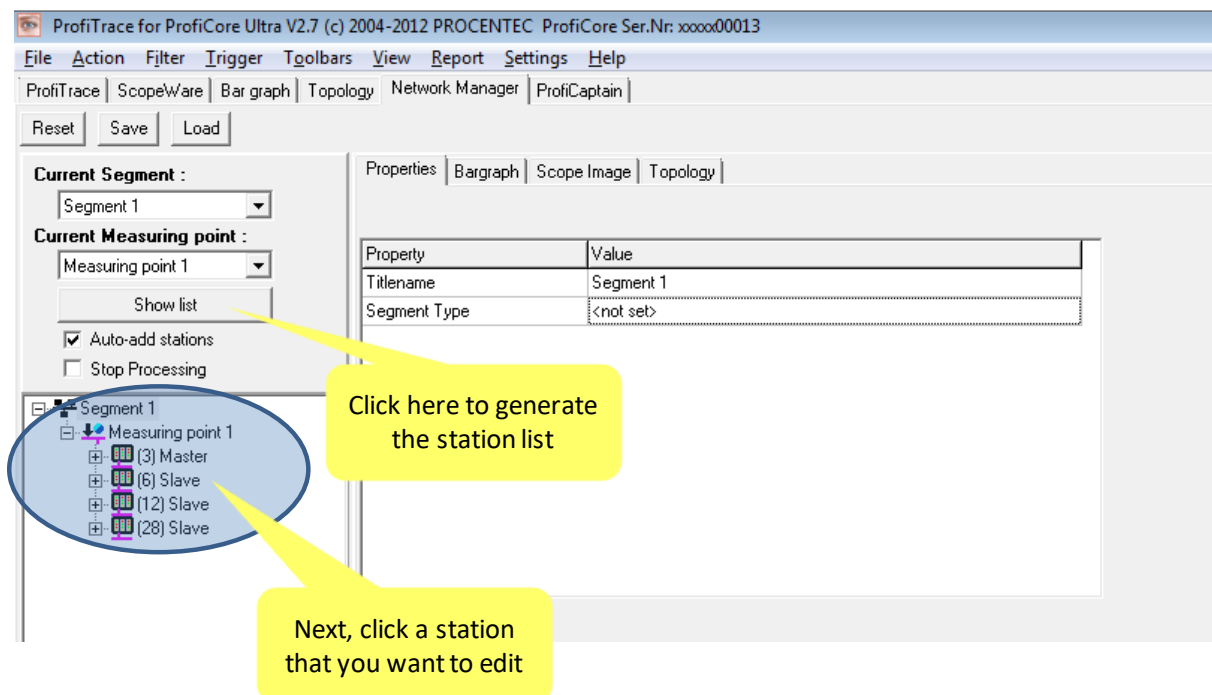 ProfiTrace for ProfiCore Ultra V2.7 (c) 2004-2012 PROCENTEC ProfiCore Ser.Nr: xxxxx00013
File Action Filter Trigger Toolbars View Report Settings Help
ProfiTrace ScopeWare Bar graph Topology Network Manager ProfiCaptain
Reset Save Load
Current Segment :
Segment 1
Current Measuring point :
Measuring point 1
Show list
Auto-add stations
Stop Processing
Segment 1
Measuring point 1
(3) Master
(6) Slave
(12) Slave
(28) Slave
Properties Bargraph Scope Image Topology
Property Value
Titlename Segment 1
Segment Type <not set>
Click here to generate
the station list
Next, click a station
that you want to edit